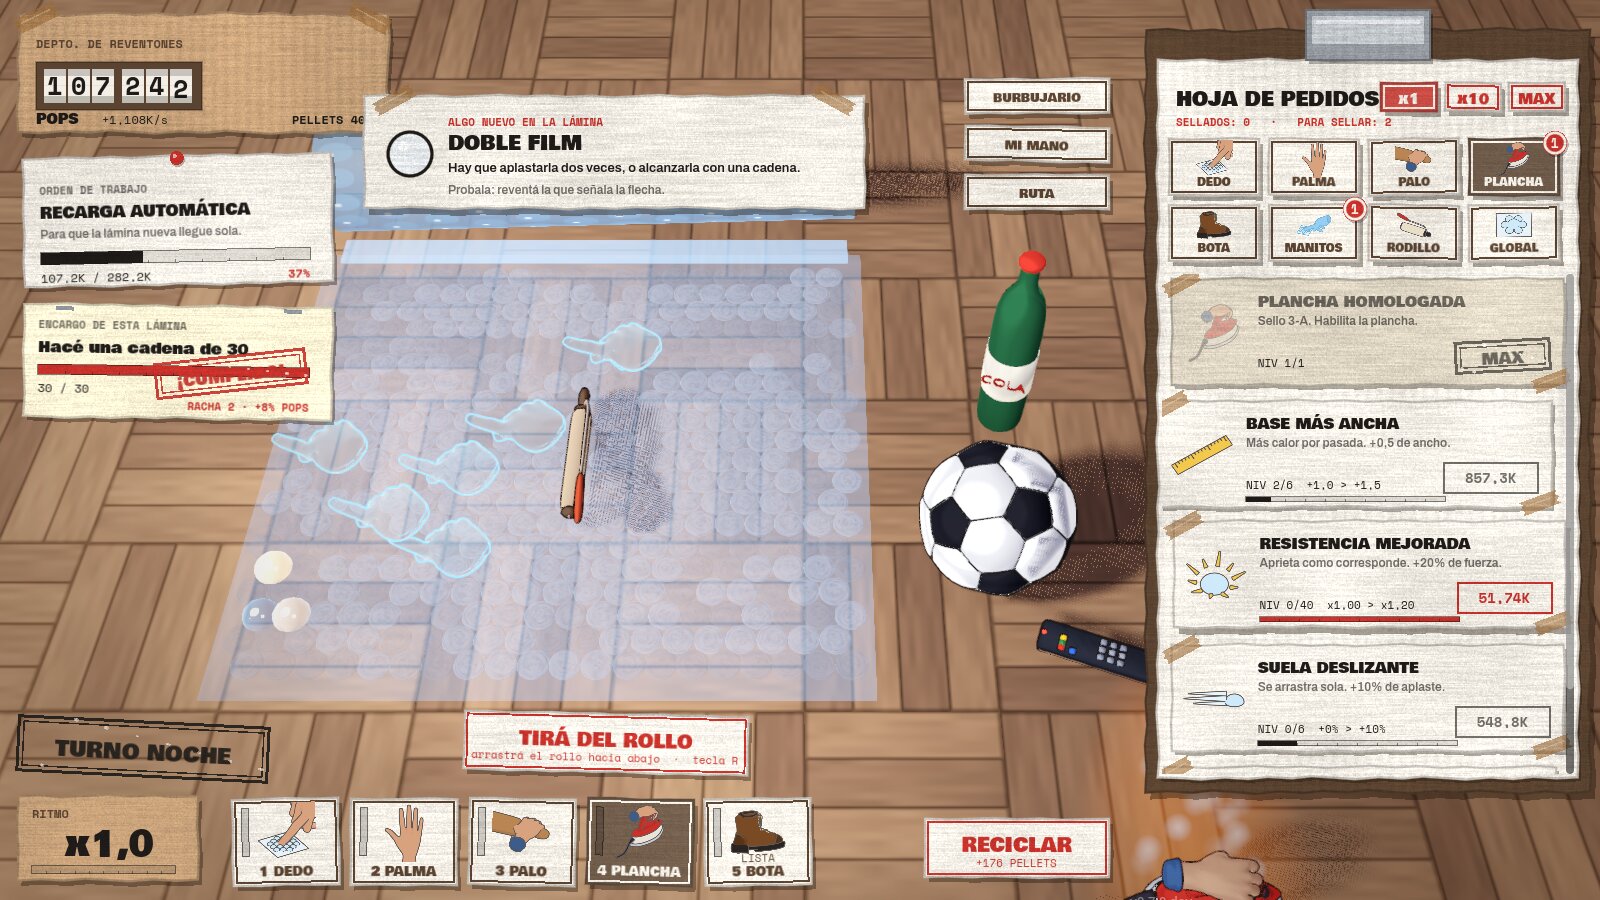 DEPTO. DE REVENTONES
107 242
POPS +1,108K/s PELLETS 40
ORDEN DE TRABAJO
RECARGA AUTOMÁTICA
Para que la lámina nueva llegue sola.
107,2K / 282,2K 37%
ENCARGO DE ESTA LÁMINA
Hacé una cadena de 30
30 / 30
RACHA 2 · +8% POPS
ALGO NUEVO EN LA LÁMINA
DOBLE FILM
Hay que aplastarla dos veces, o alcanzarla con una cadena.
Probala: reventá la que señala la flecha.
BURBUJARIO
MI MANO
RUTA
COLA
HOJA DE PEDIDOS x1 x10 MAX
SELLADOS: 0 · PARA SELLAR: 2
DEDO
PALMA
PALO
PLANCHA 1
BOTA
MANITOS 1
RODILLO
GLOBAL
PLANCHA HOMOLOGADA
Sello 3-A. Habilita la plancha.
NIV 1/1
MAX
BASE MÁS ANCHA
Más calor por pasada. +0,5 de ancho.
NIV 2/6 +1,0 > +1,5
857,3K
RESISTENCIA MEJORADA
Aprieta como corresponde. +20% de fuerza.
NIV 0/40 x1,00 > x1,20
51,74K
SUELA DESLIZANTE
Se arrastra sola. +10% de aplaste.
NIV 0/6 +0% > +10%
548,8K
TURNO NOCHE
TIRÁ DEL ROLLO
arrastrá el rollo hacia abajo · tecla R
RITMO
x1,0
1 DEDO
2 PALMA
3 PALO
4 PLANCHA
LISTA
5 BOTA
RECICLAR
+176 PELLETS